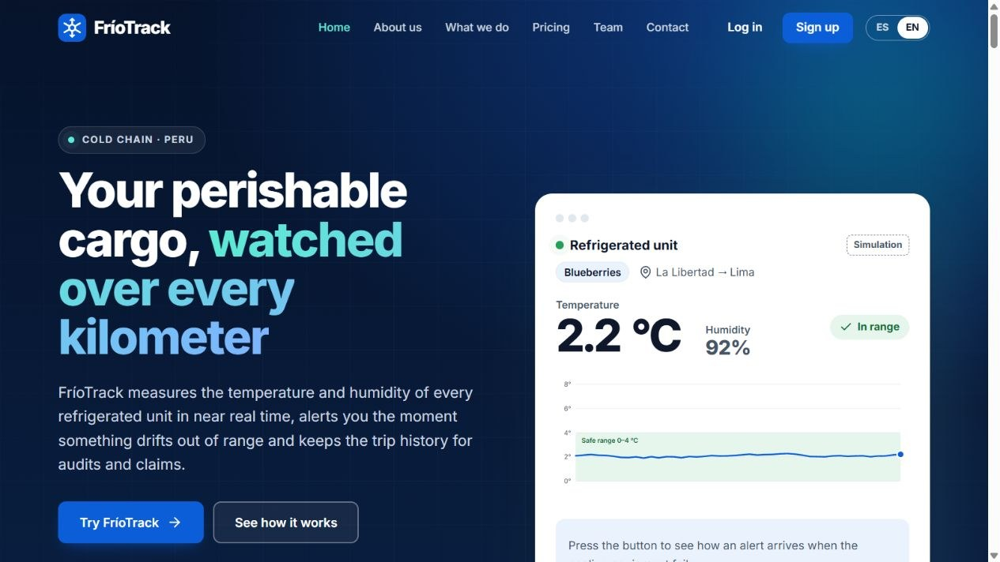 FríoTrack
Home About us What we do Pricing Team Contact Log in Sign up ES EN
COLD CHAIN · PERU
Your perishable
cargo, watched
over every
kilometer
FríoTrack measures the temperature and humidity of every
refrigerated unit in near real time, alerts you the moment
something drifts out of range and keeps the trip history for
audits and claims.
Try FríoTrack →
See how it works
Refrigerated unit
Simulation
Blueberries
La Libertad → Lima
Temperature
2.2 °C
Humidity
92%
In range
8°
6°
4°
Safe range 0–4 °C
2°
0°
Press the button to see how an alert arrives when the